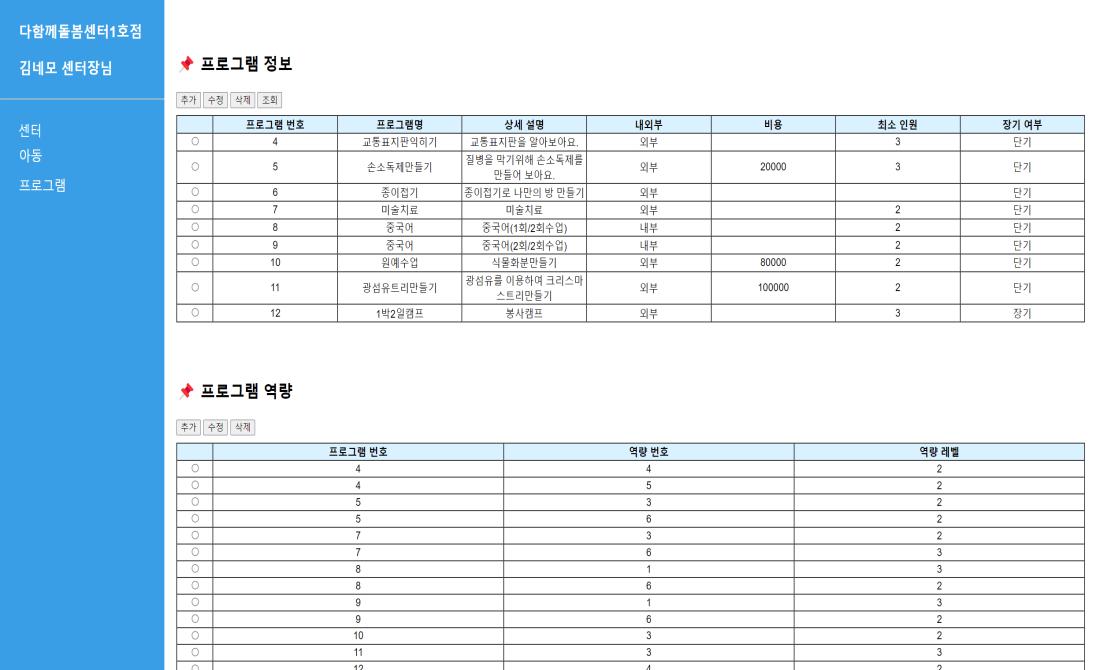 다함께돌봄센터1호점
김네모 센터장님
센터
아동
프로그램
프로그램 정보
추가 수정 삭제 조회
프로그램 번호 프로그램명 상세 설명 내외부 비용 최소 인원 장기 여부
4 교통표지판익히기 교통표지판을 알아보아요. 외부 3 단기
5 손소독제만들기 질병을 막기위해 손소독제를 만들어 보아요. 외부 20000 3 단기
6 종이접기 종이접기로 나만의 방 만들기 외부 단기
7 미술치료 미술치료 외부 2 단기
8 중국어 중국어(1회/2회수업) 내부 2 단기
9 중국어 중국어(2회/2회수업) 내부 2 단기
10 원예수업 식물화분만들기 외부 80000 2 단기
11 광섬유트리만들기 광섬유를 이용하여 크리스마스트리만들기 외부 100000 2 단기
12 1박2일캠프 봉사캠프 외부 3 장기
프로그램 역량
추가 수정 삭제
프로그램 번호 역량 번호 역량 레벨
4 4 2
4 5 2
5 3 2
5 6 2
7 3 2
7 6 3
8 1 3
8 6 2
9 1 3
9 6 2
10 3 2
11 3 3
12 4 2